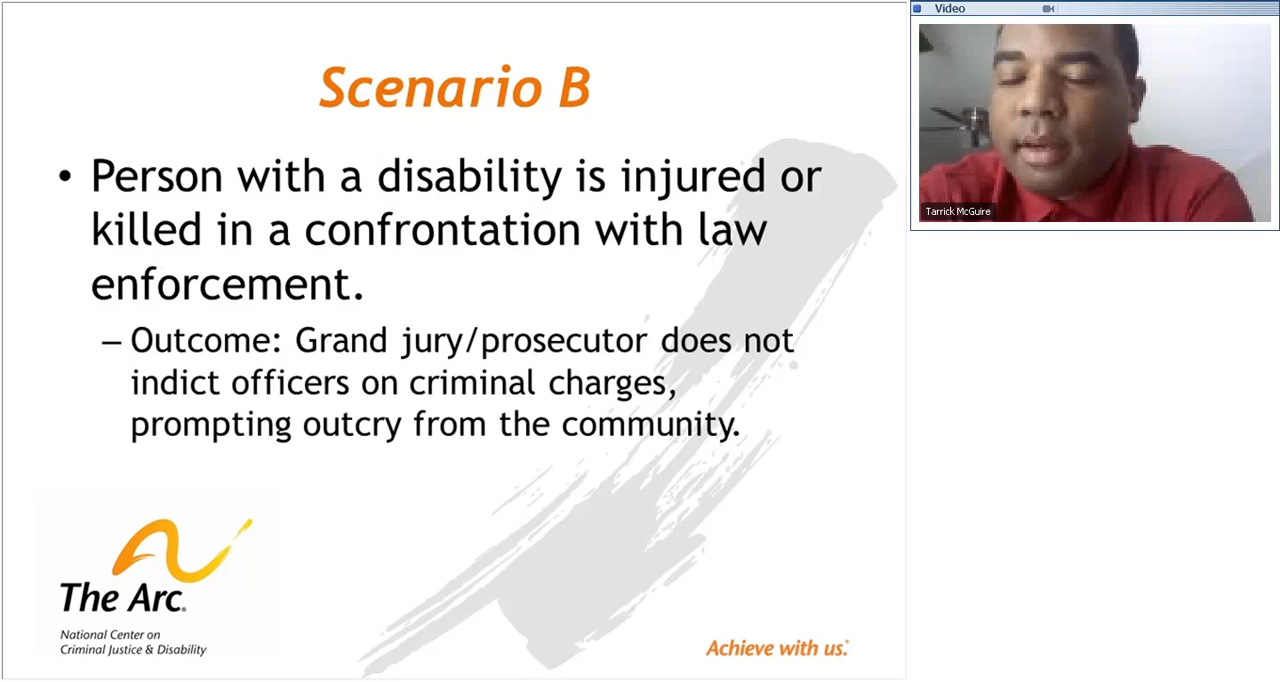 Scenario B
• Person with a disability is injured or
killed in a confrontation with law
enforcement.
– Outcome: Grand jury/prosecutor does not
indict officers on criminal charges,
prompting outcry from the community.
The Arc®
National Center on
Criminal Justice & Disability
Achieve with us.®
Video
Tarrick McGuire